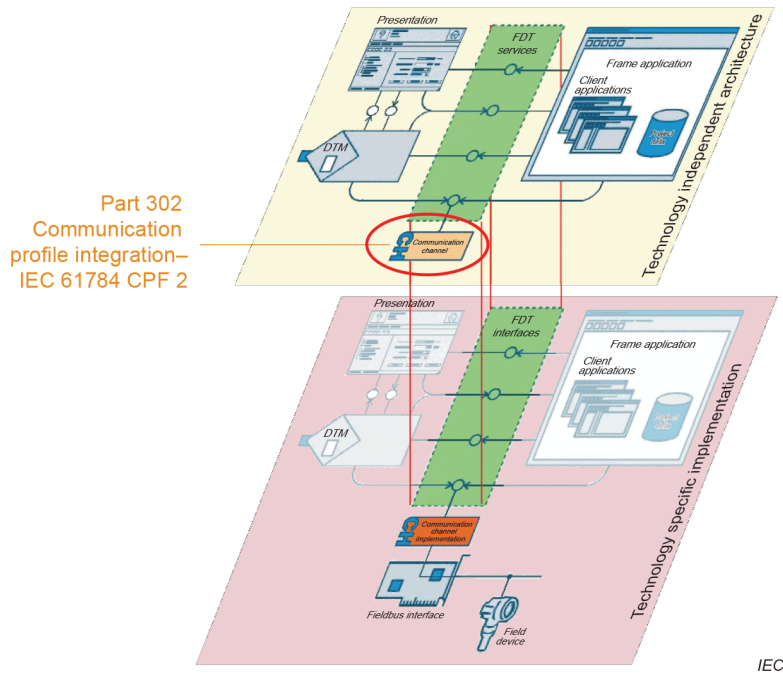 Presentation
FDT
services
Frame application
Client
applications
Project
data
DTM
Part 302
Communication
profile integration–
IEC 61784 CPF 2
CH
Communication
channel
Technology independent architecture
Presentation
FDT
interfaces
Frame application
Client
applications
Project
data
DTM
CH
Communication
channel
implementation
Fieldbus interface
Field
device
Technology specific implementation
IEC